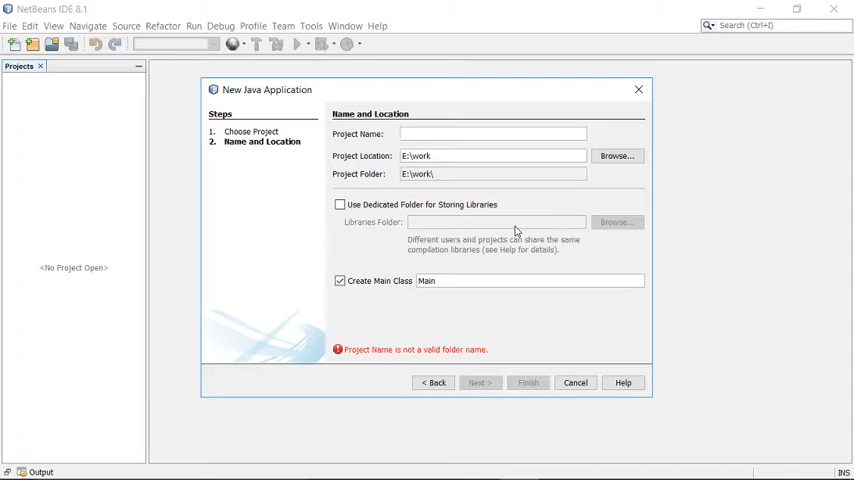 NetBeans IDE 8.1
File Edit View Navigate Source Refactor Run Debug Profile Team Tools Window Help
Search (Ctrl+I)
Projects
<No Project Open>
New Java Application
Steps
1. Choose Project
2. Name and Location
Name and Location
Project Name:
Project Location: E:\work Browse...
Project Folder: E:\work\
Use Dedicated Folder for Storing Libraries
Libraries Folder: Browse...
Different users and projects can share the same
compilation libraries (see Help for details).
Create Main Class Main
Project Name is not a valid folder name.
< Back Next > Finish Cancel Help
Output
INS